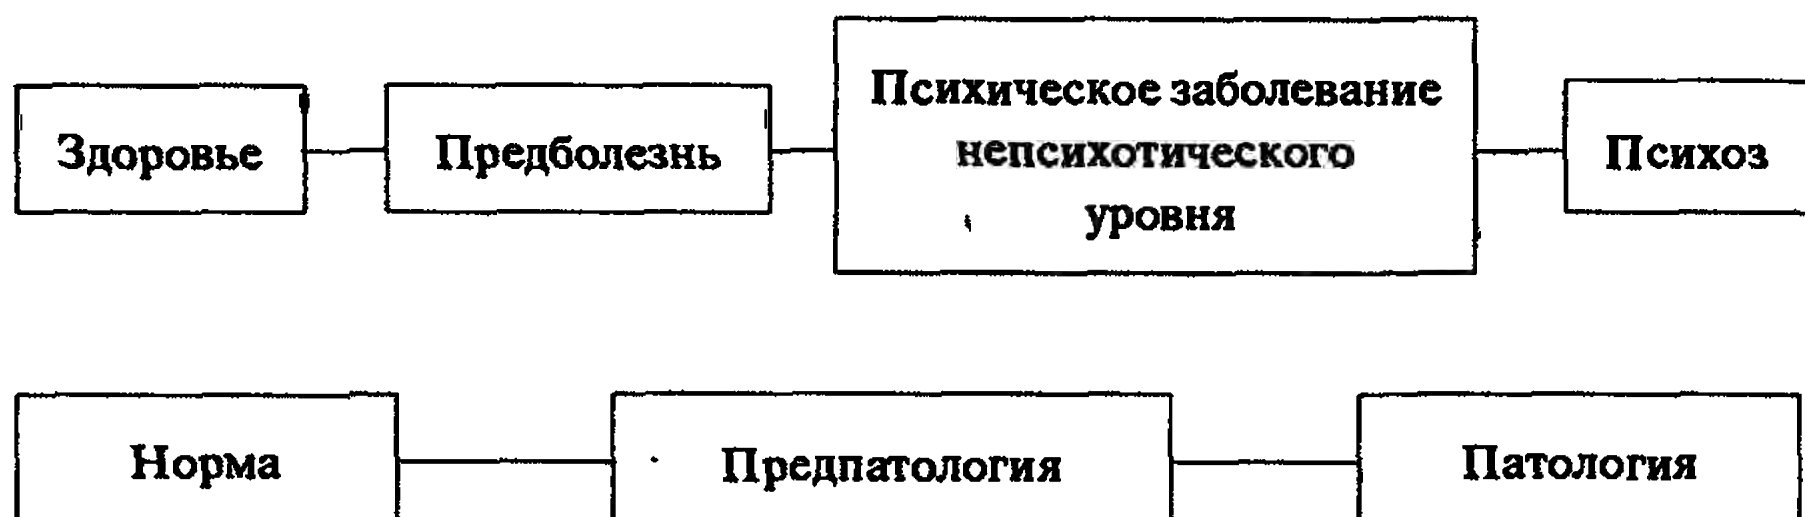 Здоровье
Предболезнь
Психическое заболевание
непсихотического
уровня
Психоз
Норма
Предпатология
Патология